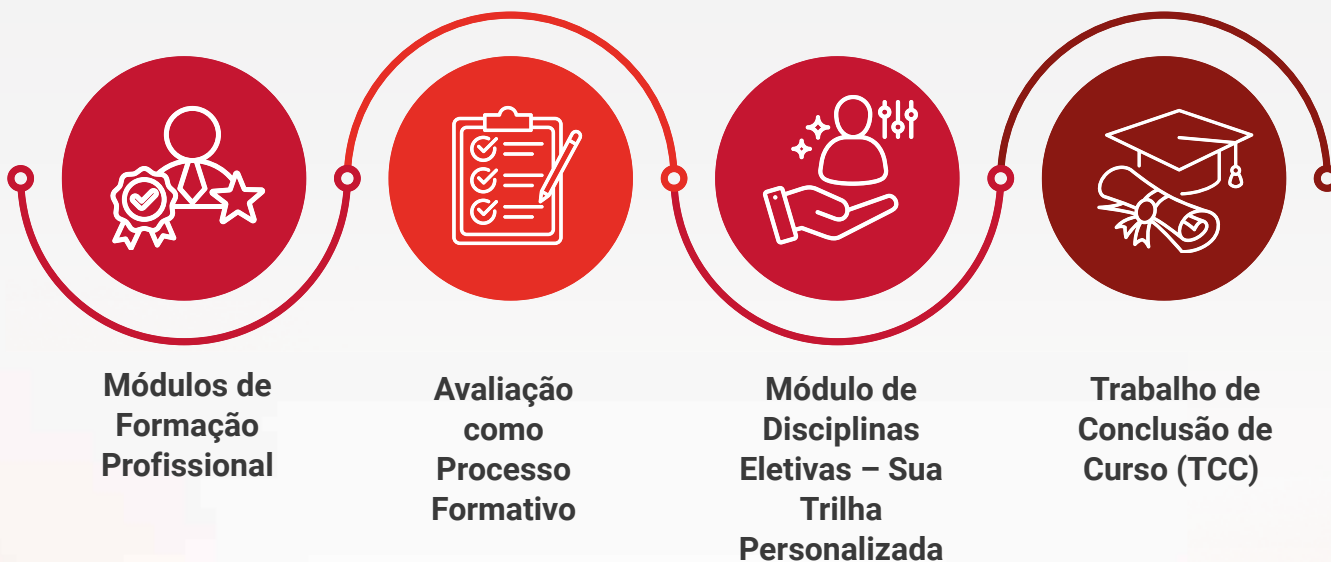 Módulos de
Formação
Profissional
Avaliação
como
Processo
Formativo
Módulo de
Disciplinas
Eletivas – Sua
Trilha
Personalizada
Trabalho de
Conclusão de
Curso (TCC)